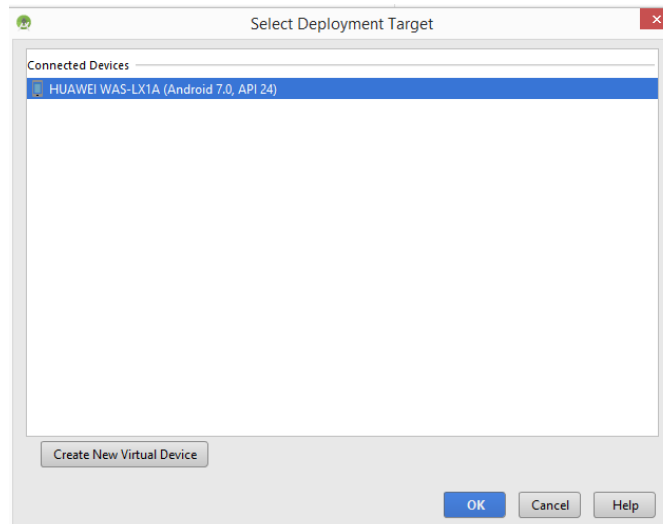 Select Deployment Target
Connected Devices
HUAWEI WAS-LX1A (Android 7.0, API 24)
Create New Virtual Device
OK Cancel Help